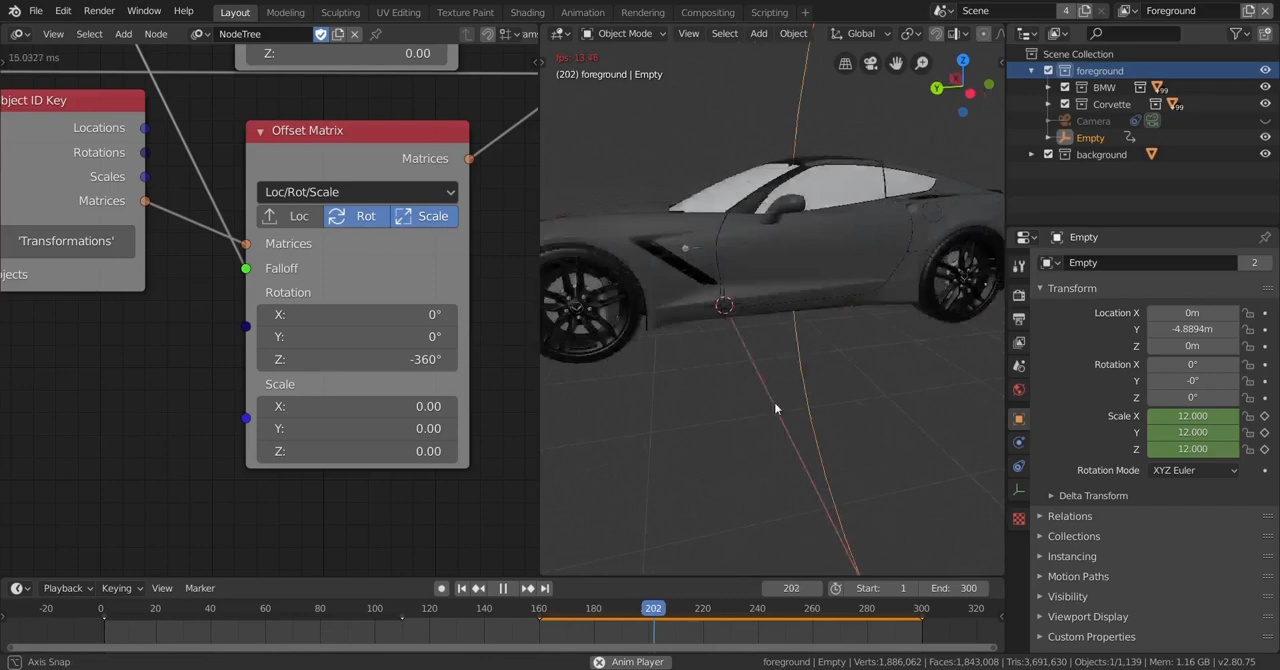 File Edit Render Window Help Layout Modeling Sculpting UV Editing Texture Paint Shading Animation Rendering Compositing Scripting + Scene 4 Foreground
View Select Add Node NodeTree
15.0327 ms
Z: 0.00
bject ID Key
Locations
Rotations
Scales
Matrices
'Transformations'
bjects
Offset Matrix
Matrices
Loc/Rot/Scale
Loc Rot Scale
Matrices
Falloff
Rotation
X: 0°
Y: 0°
Z: -360°
Scale
X: 0.00
Y: 0.00
Z: 0.00
Object Mode View Select Add Object Global
fps: 13.48
(202) foreground | Empty
Z
X
Y
Scene Collection
foreground
BMW 99
Corvette 99
Camera
Empty
background
Empty
Empty 2
Transform
Location X 0m
Y -4.8894m
Z 0m
Rotation X 0°
Y -0°
Z 0°
Scale X 12.000
Y 12.000
Z 12.000
Rotation Mode XYZ Euler
Delta Transform
Relations
Collections
Instancing
Motion Paths
Visibility
Viewport Display
Custom Properties
Playback Keying View Marker 202 Start: 1 End: 300
-20 0 20 40 60 80 100 120 140 160 180 202 220 240 260 280 300 320
Axis Snap Anim Player foreground | Empty | Verts:1,886,062 | Faces:1,843,008 | Tris:3,691,630 | Objects:1/1,139 | Mem: 1.16 GB | v2.80.75